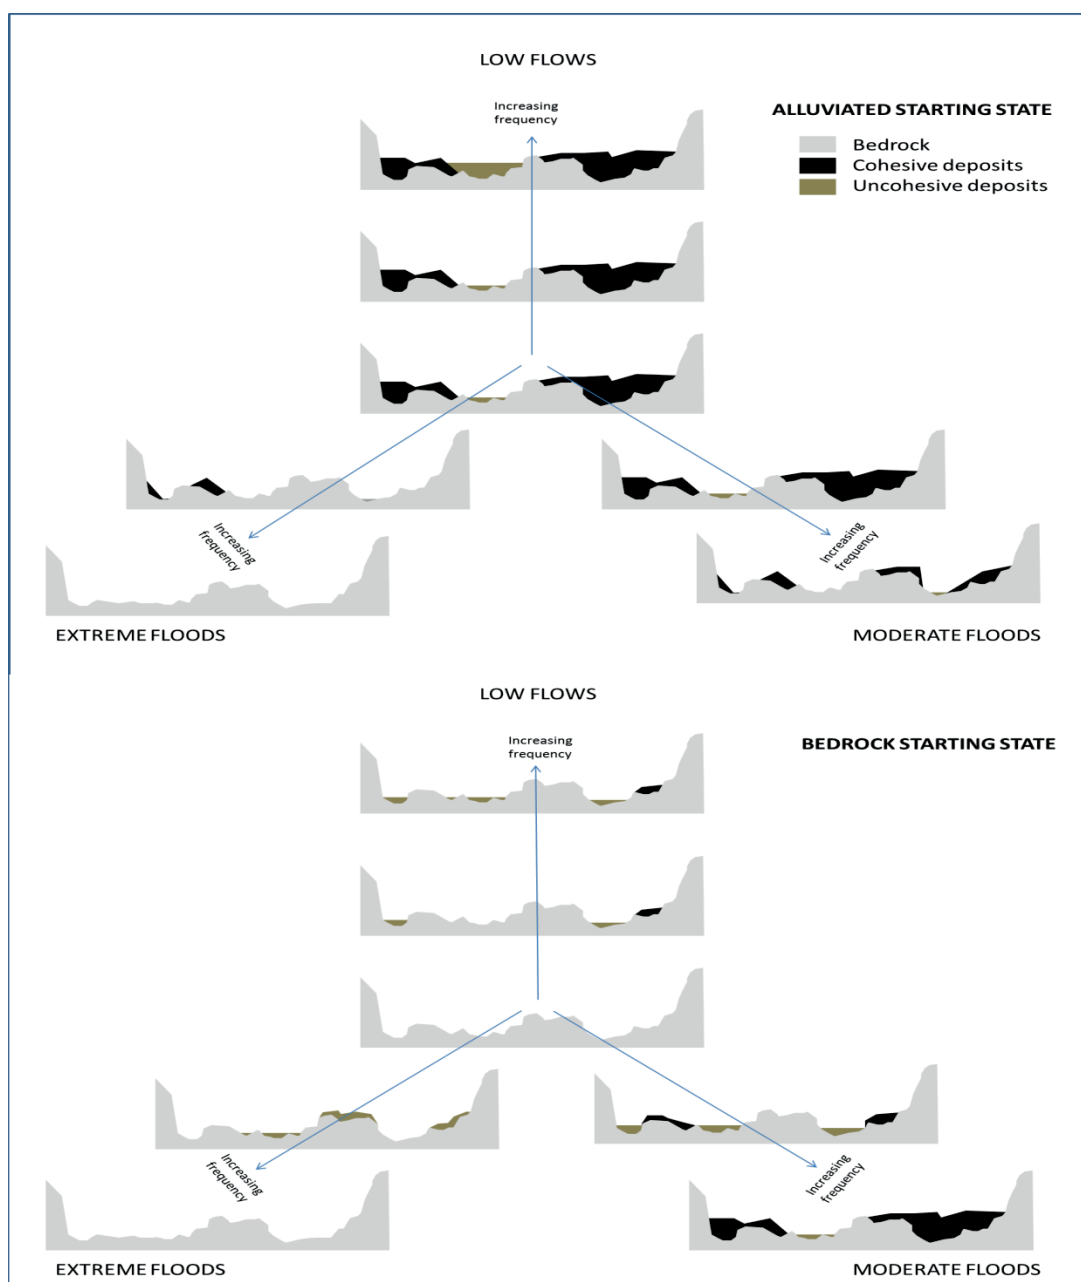 LOW FLOWS
Increasing
frequency
ALLUVIATED STARTING STATE
Bedrock
Cohesive deposits
Uncohesive deposits
Increasing
frequency
Increasing
frequency
EXTREME FLOODS
MODERATE FLOODS
LOW FLOWS
Increasing
frequency
BEDROCK STARTING STATE
Increasing
frequency
Increasing
frequency
EXTREME FLOODS
MODERATE FLOODS